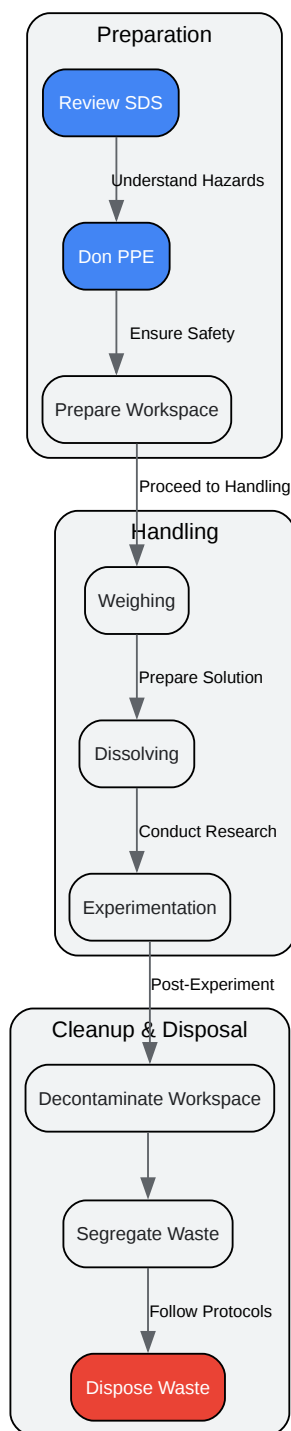 Preparation
Review SDS
Understand Hazards
Don PPE
Ensure Safety
Prepare Workspace
Proceed to Handling
Handling
Weighing
Prepare Solution
Dissolving
Conduct Research
Experimentation
Post-Experiment
Cleanup & Disposal
Decontaminate Workspace
Segregate Waste
Follow Protocols
Dispose Waste